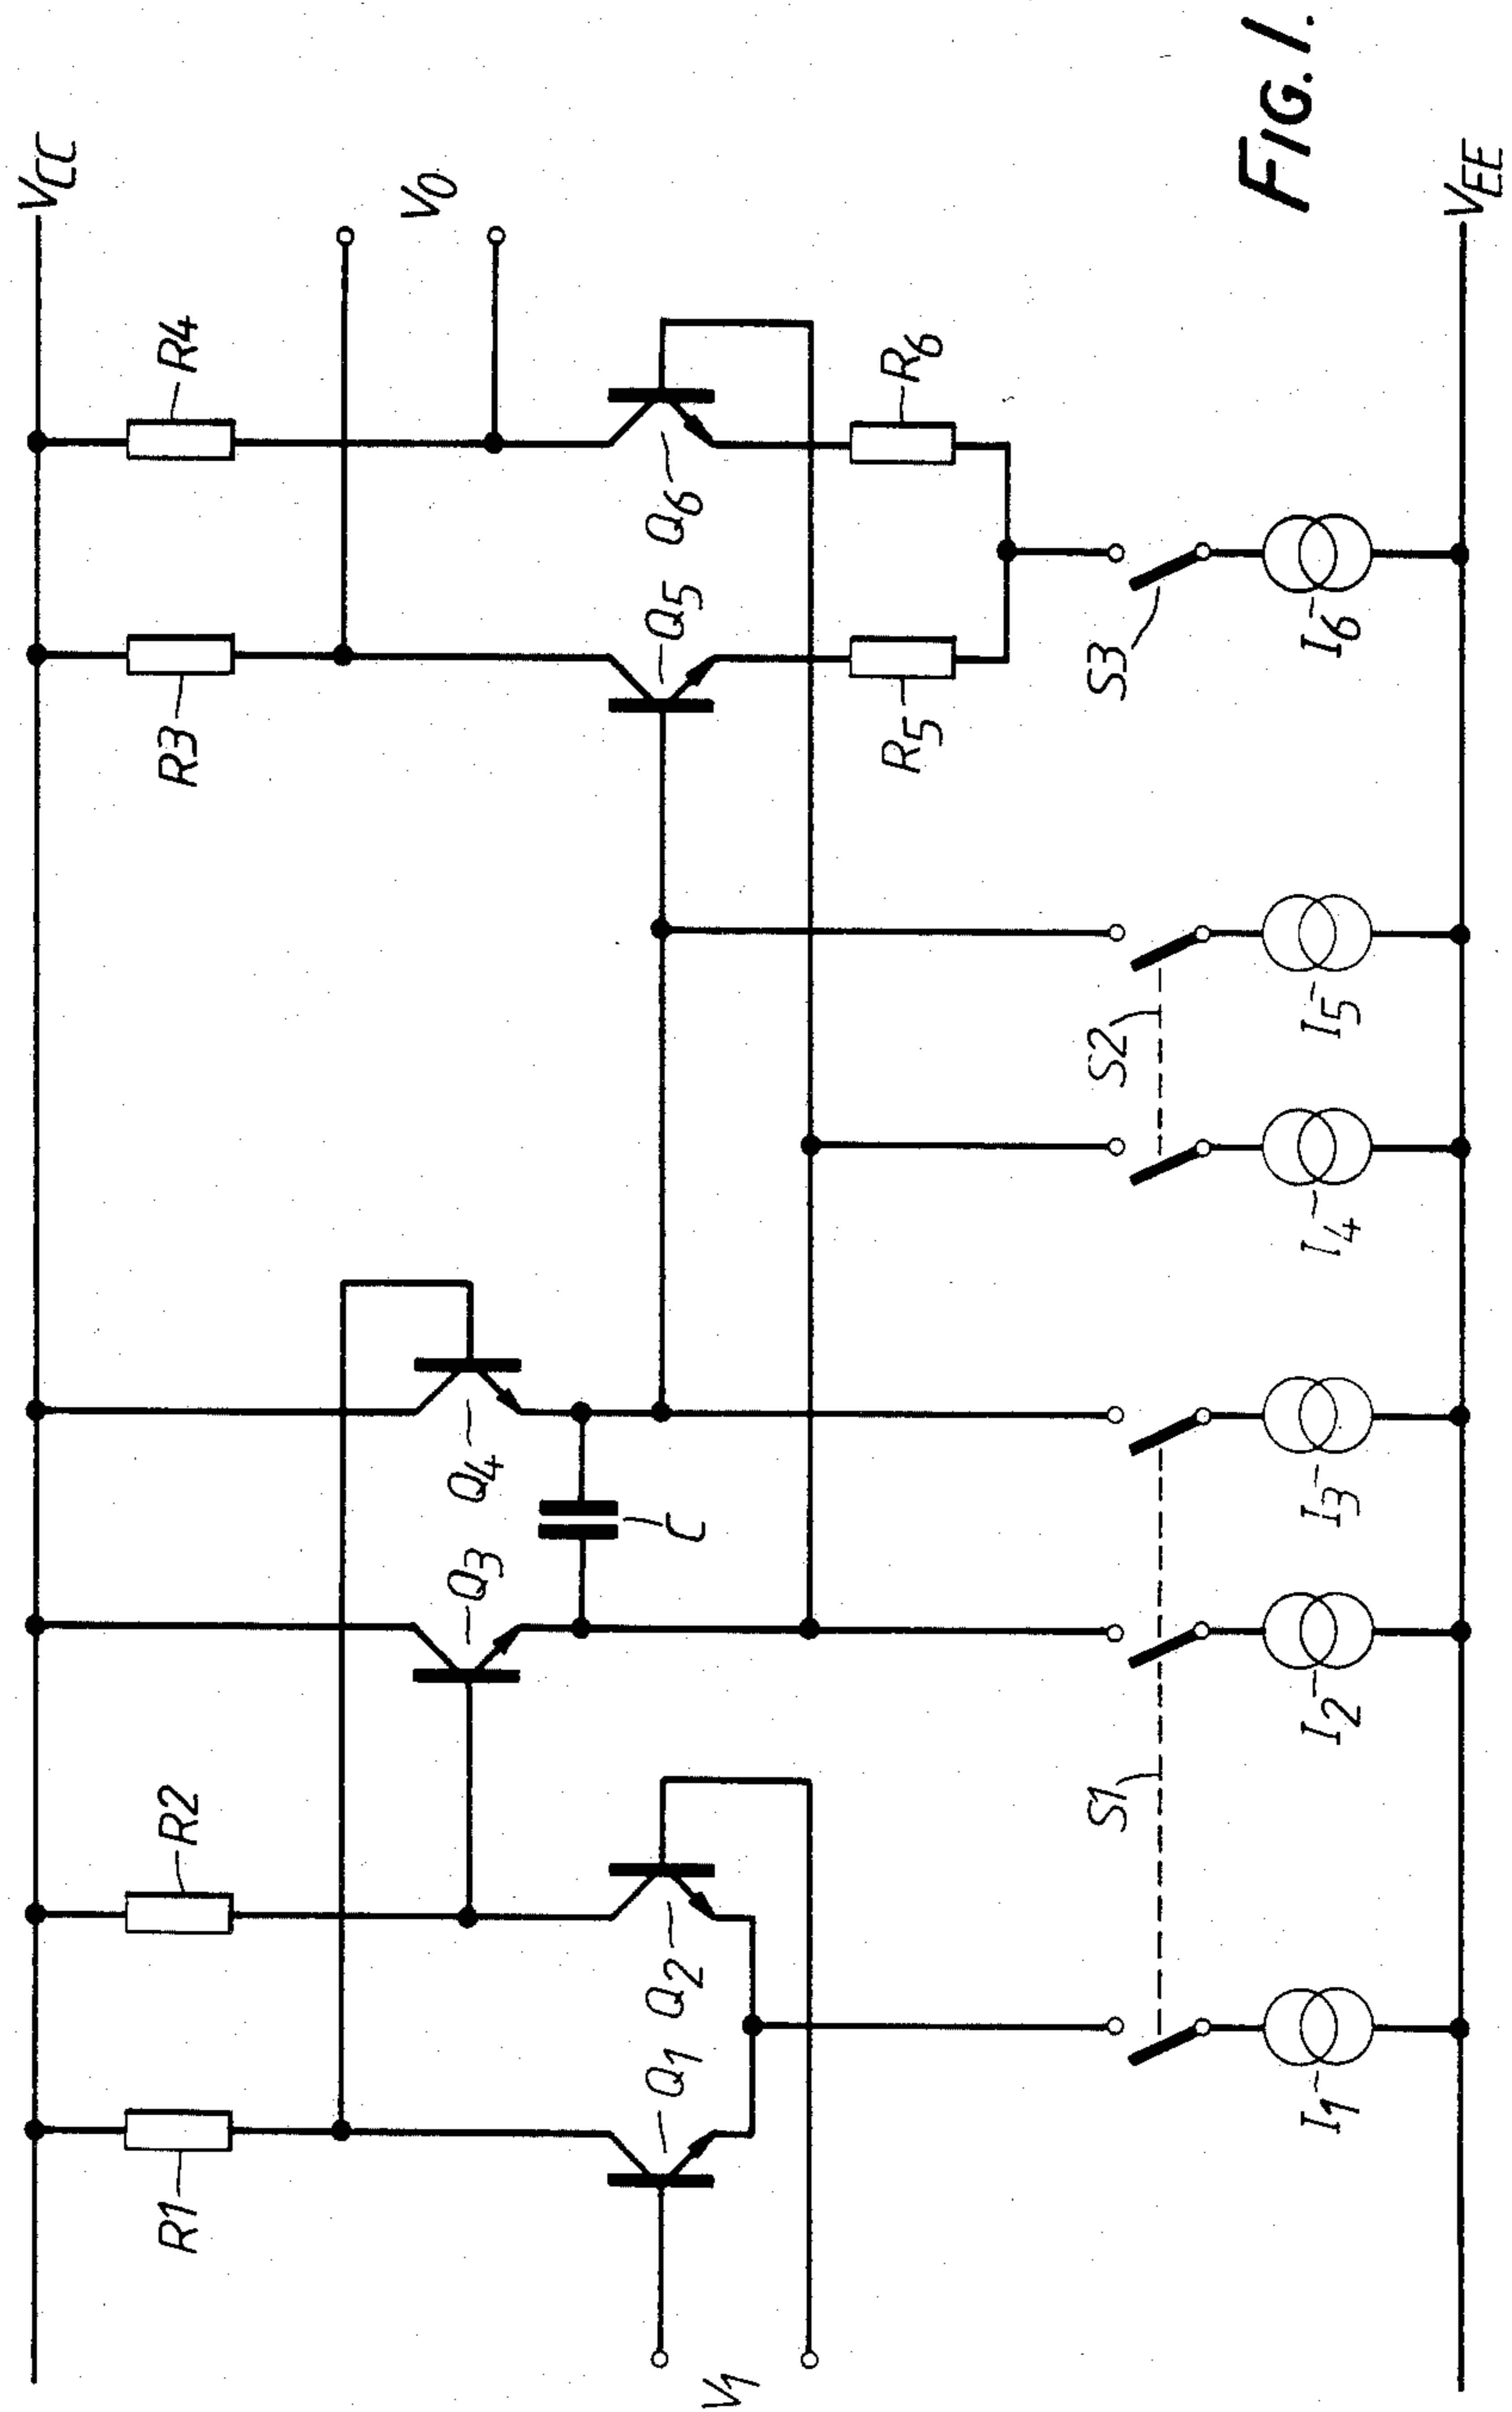 VCC
R1
R2
R3
R4
V0
Q3
Q4
C
V1
Q1
Q2
Q5
Q6
R5
R6
S1
S2
S3
I1
I2
I3
I4
I5
I6
VEE
FIG. 1.